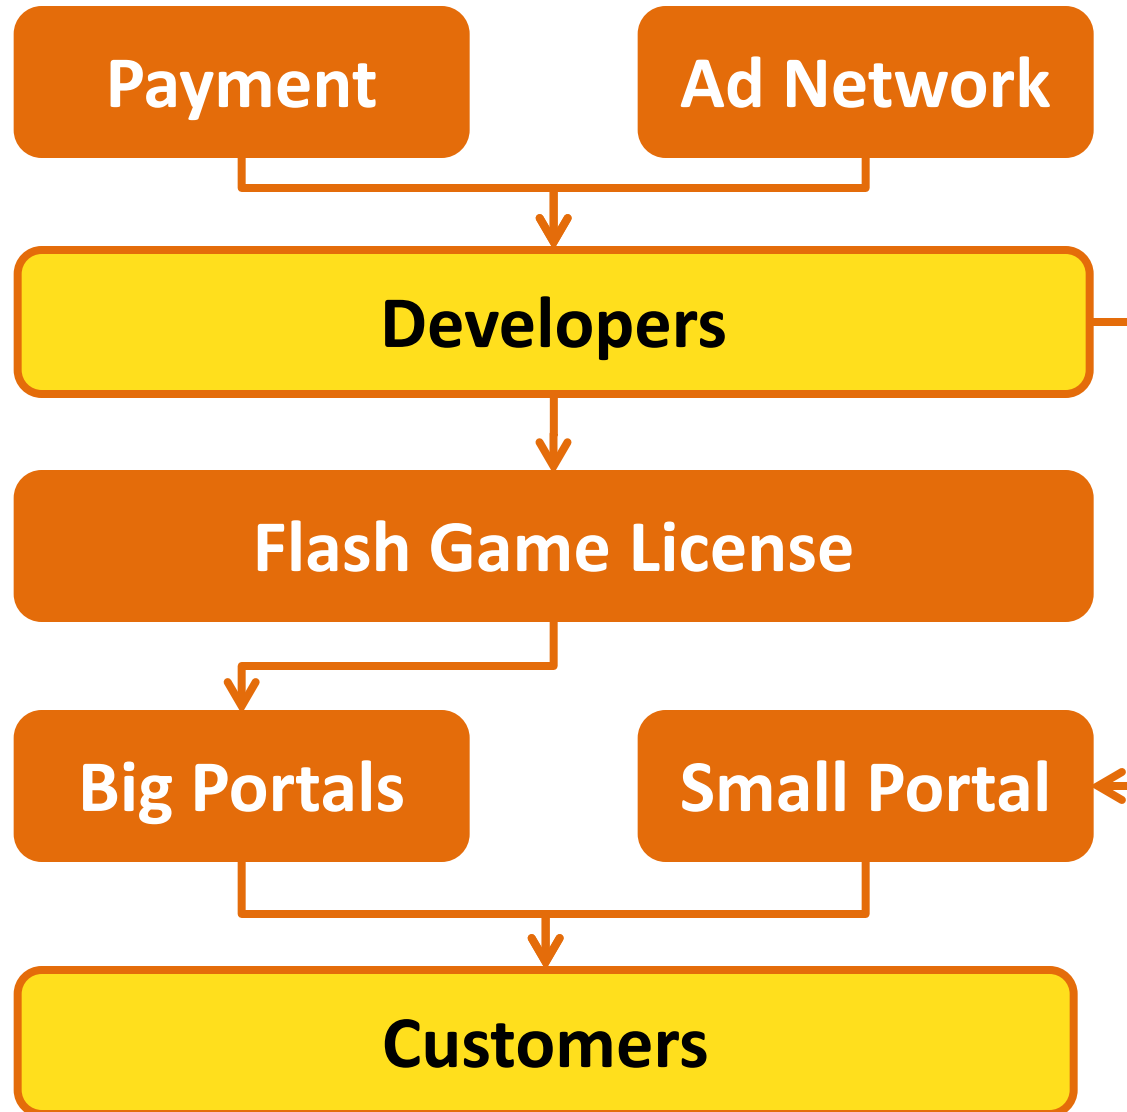 Payment
Ad Network
Developers
Flash Game License
Big Portals
Small Portal
Customers